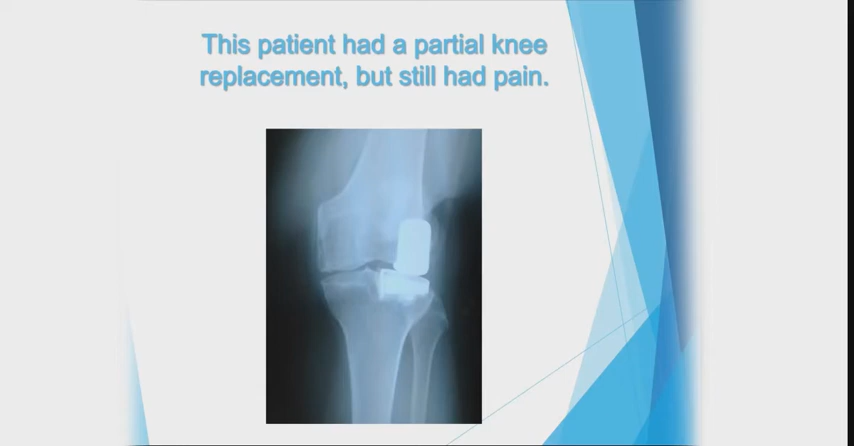 This patient had a partial knee
replacement, but still had pain.